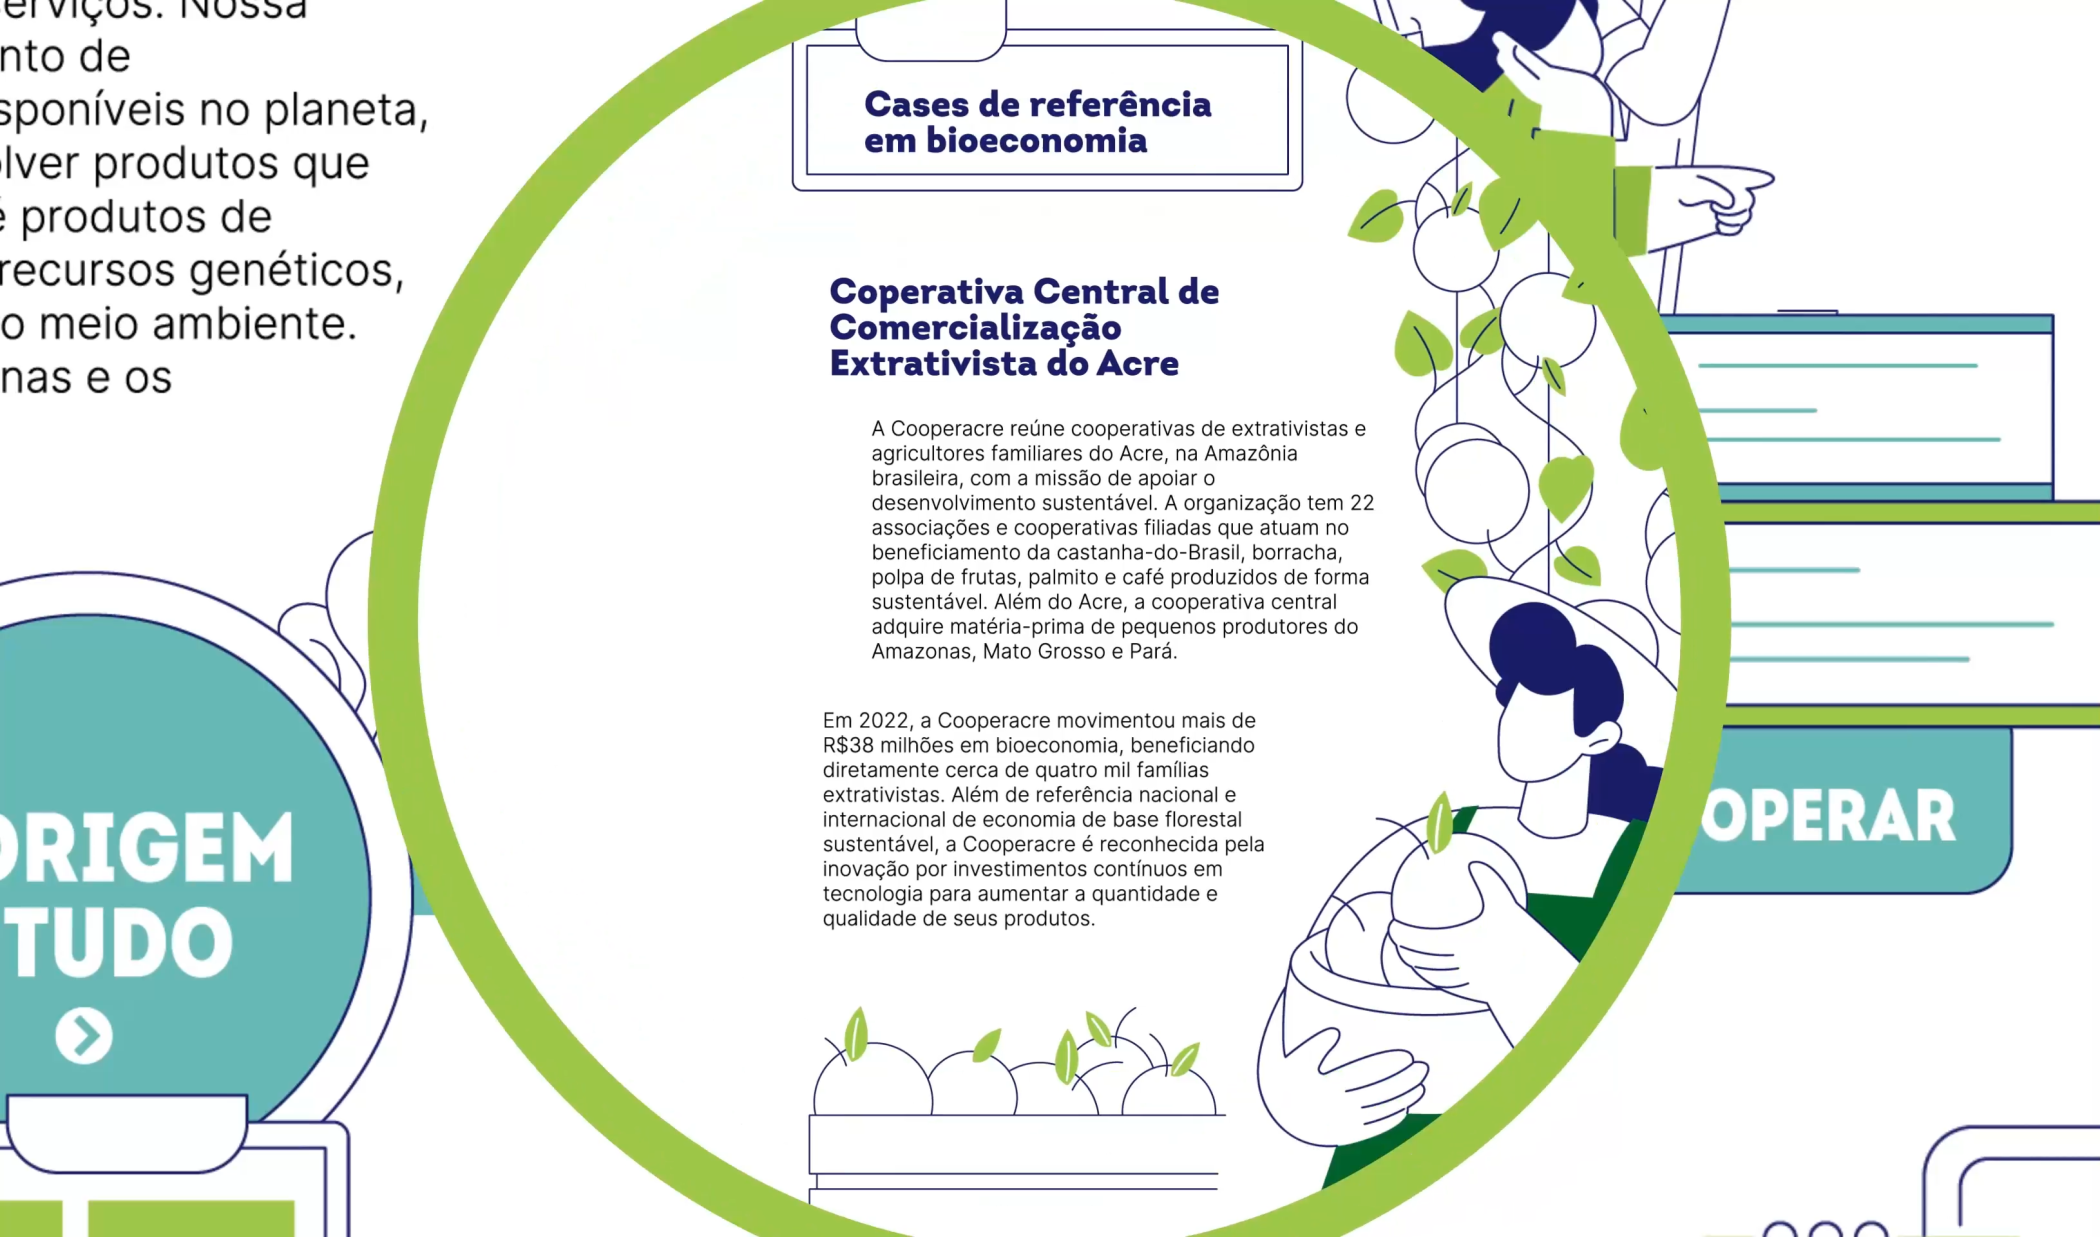 serviços. Nossa
nto de
sponíveis no planeta,
lver produtos que
é produtos de
recursos genéticos,
o meio ambiente.
nas e os
ORIGEM
TUDO
Cases de referência
em bioeconomia
Coperativa Central de
Comercialização
Extrativista do Acre
A Cooperacre reúne cooperativas de extrativistas e
agricultores familiares do Acre, na Amazônia
brasileira, com a missão de apoiar o
desenvolvimento sustentável. A organização tem 22
associações e cooperativas filiadas que atuam no
beneficiamento da castanha-do-Brasil, borracha,
polpa de frutas, palmito e café produzidos de forma
sustentável. Além do Acre, a cooperativa central
adquire matéria-prima de pequenos produtores do
Amazonas, Mato Grosso e Pará.
Em 2022, a Cooperacre movimentou mais de
R$38 milhões em bioeconomia, beneficiando
diretamente cerca de quatro mil famílias
extrativistas. Além de referência nacional e
internacional de economia de base florestal
sustentável, a Cooperacre é reconhecida pela
inovação por investimentos contínuos em
tecnologia para aumentar a quantidade e
qualidade de seus produtos.
OPERAR